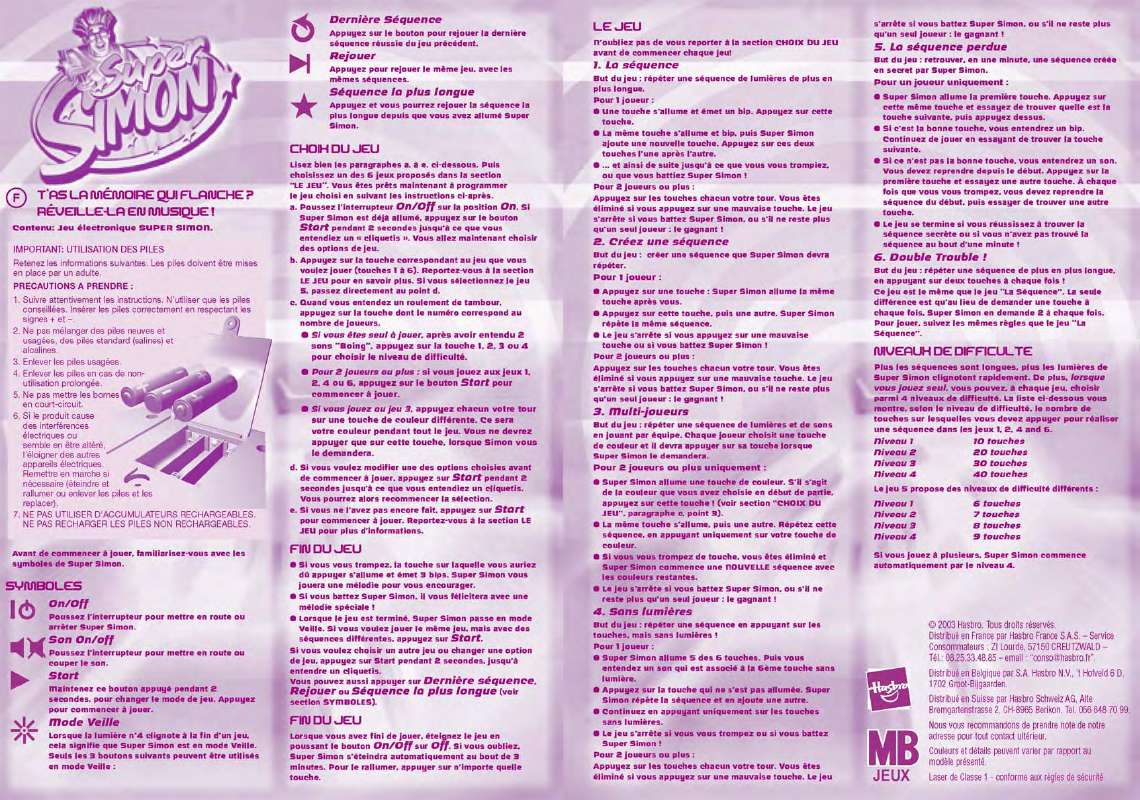 Super
SIMON
F T'AS LA MÉMOIRE QUI FLANCHE ?
RÉVEILLE-LA EN MUSIQUE !
Contenu: Jeu électronique SUPER SIMON.
IMPORTANT: UTILISATION DES PILES
Retenez les informations suivantes. Les piles doivent être mises
en place par un adulte.
PRECAUTIONS A PRENDRE :
1. Suivre attentivement les instructions. N'utiliser que les piles
conseillées. Insérer les piles correctement en respectant les
signes + et –.
2. Ne pas mélanger des piles neuves et
usagées, des piles standard (salines) et
alcalines.
3. Enlever les piles usagées.
4. Enlever les piles en cas de non-
utilisation prolongée.
5. Ne pas mettre les bornes
en court-circuit.
6. Si le produit cause
des interférences
électriques ou
semble en être altéré,
l'éloigner des autres
appareils électriques.
Remettre en marche si
nécessaire (éteindre et
rallumer ou enlever les piles et les
replacer).
7. NE PAS UTILISER D'ACCUMULATEURS RECHARGEABLES.
NE PAS RECHARGER LES PILES NON RECHARGEABLES.
Avant de commencer à jouer, familiarisez-vous avec les
symboles de Super Simon.
SYMBOLES
On/Off
Poussez l'interrupteur pour mettre en route ou
arrêter Super Simon.
Son On/off
Poussez l'interrupteur pour mettre en route ou
couper le son.
Start
Maintenez ce bouton appuyé pendant 2
secondes, pour changer le mode de jeu. Appuyez
pour commencer à jouer.
Mode Veille
Lorsque la lumière n°4 clignote à la fin d'un jeu,
cela signifie que Super Simon est en mode Veille.
Seuls les 3 boutons suivants peuvent être utilisés
en mode Veille :
Dernière Séquence
Appuyez sur le bouton pour rejouer la dernière
séquence réussie du jeu précédent.
Rejouer
Appuyez pour rejouer le même jeu, avec les
mêmes séquences.
Séquence la plus longue
Appuyez et vous pourrez rejouer la séquence la
plus longue depuis que vous avez allumé Super
Simon.
CHOIX DU JEU
Lisez bien les paragraphes a. à e. ci-dessous. Puis
choisissez un des 6 jeux proposés dans la section
"LE JEU". Vous êtes prêts maintenant à programmer
le jeu choisi en suivant les instructions ci-après.
a. Poussez l'interrupteur On/Off sur la position On. Si
Super Simon est déjà allumé, appuyez sur le bouton
Start pendant 2 secondes jusqu'à ce que vous
entendiez un « cliquetis ». Vous allez maintenant choisir
des options de jeu.
b. Appuyez sur la touche correspondant au jeu que vous
voulez jouer (touches 1 à 6). Reportez-vous à la section
LE JEU pour en savoir plus. Si vous sélectionnez le jeu
5, passez directement au point d.
c. Quand vous entendez un roulement de tambour,
appuyez sur la touche dont le numéro correspond au
nombre de joueurs.
● Si vous êtes seul à jouer, après avoir entendu 2
sons "Boing", appuyez sur la touche 1, 2, 3 ou 4
pour choisir le niveau de difficulté.
● Pour 2 joueurs ou plus : si vous jouez aux jeux 1,
2, 4 ou 6, appuyez sur le bouton Start pour
commencer à jouer.
● Si vous jouez au jeu 3, appuyez chacun votre tour
sur une touche de couleur différente. Ce sera
votre couleur pendant tout le jeu. Vous ne devrez
appuyer que sur cette touche, lorsque Simon vous
le demandera.
d. Si vous voulez modifier une des options choisies avant
de commencer à jouer, appuyez sur Start pendant 2
secondes jusqu'à ce que vous entendiez un cliquetis.
Vous pourrez alors recommencer la sélection.
e. Si vous ne l'avez pas encore fait, appuyez sur Start
pour commencer à jouer. Reportez-vous à la section LE
JEU pour plus d'informations.
FIN DU JEU
● Si vous vous trompez, la touche sur laquelle vous auriez
dû appuyer s'allume et émet 3 bips. Super Simon vous
jouera une mélodie pour vous encourager.
● Si vous battez Super Simon, il vous félicitera avec une
mélodie spéciale !
● Lorsque le jeu est terminé, Super Simon passe en mode
Veille. Si vous voulez jouer le même jeu, mais avec des
séquences différentes, appuyez sur Start.
Si vous voulez choisir un autre jeu ou changer une option
de jeu, appuyez sur Start pendant 2 secondes, jusqu'à
entendre un cliquetis.
Vous pouvez aussi appuyer sur Dernière séquence,
Rejouer ou Séquence la plus longue (voir
section SYMBOLES).
FIN DU JEU
Lorsque vous avez fini de jouer, éteignez le jeu en
poussant le bouton On/Off sur Off. Si vous oubliez,
Super Simon s'éteindra automatiquement au bout de 3
minutes. Pour le rallumer, appuyer sur n'importe quelle
touche.
LE JEU
N'oubliez pas de vous reporter à la section CHOIX DU JEU
avant de commencer chaque jeu!
1. La séquence
But du jeu : répéter une séquence de lumières de plus en
plus longue.
Pour 1 joueur :
● Une touche s'allume et émet un bip. Appuyez sur cette
touche.
● La même touche s'allume et bip, puis Super Simon
ajoute une nouvelle touche. Appuyez sur ces deux
touches l'une après l'autre.
● ... et ainsi de suite jusqu'à ce que vous vous trompiez,
ou que vous battiez Super Simon !
Pour 2 joueurs ou plus :
Appuyez sur les touches chacun votre tour. Vous êtes
éliminé si vous appuyez sur une mauvaise touche. Le jeu
s'arrête si vous battez Super Simon, ou s'il ne reste plus
qu'un seul joueur : le gagnant !
2. Créez une séquence
But du jeu : créer une séquence que Super Simon devra
répéter.
Pour 1 joueur :
● Appuyez sur une touche : Super Simon allume la même
touche après vous.
● Appuyez sur cette touche, puis une autre. Super Simon
répète la même séquence.
● Le jeu s'arrête si vous appuyez sur une mauvaise
touche ou si vous battez Super Simon !
Pour 2 joueurs ou plus :
Appuyez sur les touches chacun votre tour. Vous êtes
éliminé si vous appuyez sur une mauvaise touche. Le jeu
s'arrête si vous battez Super Simon, ou s'il ne reste plus
qu'un seul joueur : le gagnant !
3. Multi-joueurs
But du jeu : répéter une séquence de lumières et de sons
en jouant par équipe. Chaque joueur choisit une touche
de couleur et il devra appuyer sur sa touche lorsque
Super Simon le demandera.
Pour 2 joueurs ou plus uniquement :
● Super Simon allume une touche de couleur. S'il s'agit
de la couleur que vous avez choisie en début de partie,
appuyez sur cette touche ! (voir section "CHOIX DU
JEU", paragraphe c, point 3).
● La même touche s'allume, puis une autre. Répétez cette
séquence, en appuyant uniquement sur votre touche de
couleur.
● Si vous vous trompez de touche, vous êtes éliminé et
Super Simon commence une NOUVELLE séquence avec
les couleurs restantes.
● Le jeu s'arrête si vous battez Super Simon, ou s'il ne
reste plus qu'un seul joueur : le gagnant !
4. Sans lumières
But du jeu : répéter une séquence en appuyant sur les
touches, mais sans lumières !
Pour 1 joueur :
● Super Simon allume 5 des 6 touches. Puis vous
entendez un son qui est associé à la 6ème touche sans
lumière.
● Appuyez sur la touche qui ne s'est pas allumée. Super
Simon répète la séquence et en ajoute une autre.
● Continuez en appuyant uniquement sur les touches
sans lumières.
● Le jeu s'arrête si vous vous trompez ou si vous battez
Super Simon !
Pour 2 joueurs ou plus :
Appuyez sur les touches chacun votre tour. Vous êtes
éliminé si vous appuyez sur une mauvaise touche. Le jeu
s'arrête si vous battez Super Simon, ou s'il ne reste plus
qu'un seul joueur : le gagnant !
5. La séquence perdue
But du jeu : retrouver, en une minute, une séquence créée
en secret par Super Simon.
Pour un joueur uniquement :
● Super Simon allume la première touche. Appuyez sur
cette même touche et essayez de trouver quelle est la
touche suivante, puis appuyez dessus.
● Si c'est la bonne touche, vous entendrez un bip.
Continuez de jouer en essayant de trouver la touche
suivante.
● Si ce n'est pas la bonne touche, vous entendrez un son.
Vous devez reprendre depuis le début. Appuyez sur la
première touche et essayez une autre touche. À chaque
fois que vous vous trompez, vous devez reprendre la
séquence du début, puis essayer de trouver une autre
touche.
● Le jeu se termine si vous réussissez à trouver la
séquence secrète ou si vous n'avez pas trouvé la
séquence au bout d'une minute !
6. Double Trouble !
But du jeu : répéter une séquence de plus en plus longue,
en appuyant sur deux touches à chaque fois !
Ce jeu est le même que le jeu "La Séquence". La seule
différence est qu'au lieu de demander une touche à
chaque fois, Super Simon en demande 2 à chaque fois.
Pour jouer, suivez les mêmes règles que le jeu "La
Séquence".
NIVEAUX DE DIFFICULTE
Plus les séquences sont longues, plus les lumières de
Super Simon clignotent rapidement. De plus, lorsque
vous jouez seul, vous pouvez, à chaque jeu, choisir
parmi 4 niveaux de difficulté. La liste ci-dessous vous
montre, selon le niveau de difficulté, le nombre de
touches sur lesquelles vous devez appuyer pour réaliser
une séquence dans les jeux 1, 2, 4 and 6.
Niveau 1 10 touches
Niveau 2 20 touches
Niveau 3 30 touches
Niveau 4 40 touches
Le jeu 5 propose des niveaux de difficulté différents :
Niveau 1 6 touches
Niveau 2 7 touches
Niveau 3 8 touches
Niveau 4 9 touches
Si vous jouez à plusieurs, Super Simon commence
automatiquement par le niveau 4.
© 2003 Hasbro. Tous droits réservés.
Distribué en France par Hasbro France S.A.S. – Service
Consommateurs : ZI Lourde, 57150 CREUTZWALD –
Tél.: 08.25.33.48.85 – email : "conso@hasbro.fr".
Distribué en Belgique par S.A. Hasbro N.V., 't Hofveld 6 D,
1702 Groot-Bijgaarden.
Distribué en Suisse par Hasbro Schweiz AG, Alte
Bremgartenstrasse 2, CH-8965 Berikon. Tel. 056 648 70 99.
Nous vous recommandons de prendre note de notre
adresse pour tout contact ultérieur.
Couleurs et détails peuvent varier par rapport au
modèle présenté.
Laser de Classe 1 - conforme aux règles de sécurité.
Hasbro
MB
JEUX